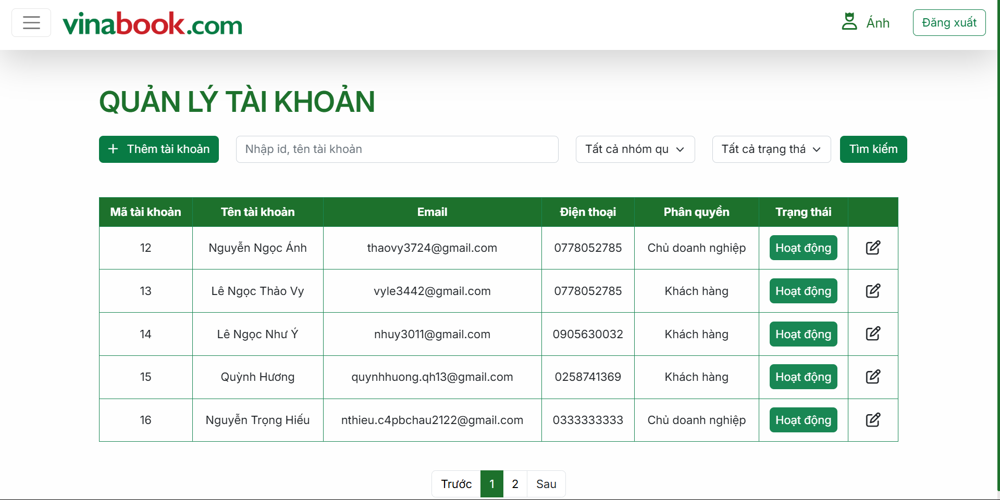 vinabook.com
Ánh
Đăng xuất
QUẢN LÝ TÀI KHOẢN
Thêm tài khoản
Nhập id, tên tài khoản
Tất cả nhóm qu
Tất cả trạng thá
Tìm kiếm
Mã tài khoản Tên tài khoản Email Điện thoại Phân quyền Trạng thái
12 Nguyễn Ngọc Ánh thaovy3724@gmail.com 0778052785 Chủ doanh nghiệp Hoạt động
13 Lê Ngọc Thảo Vy vyle3442@gmail.com 0778052785 Khách hàng Hoạt động
14 Lê Ngọc Như Ý nhuy3011@gmail.com 0905630032 Khách hàng Hoạt động
15 Quỳnh Hương quynhhuong.qh13@gmail.com 0258741369 Khách hàng Hoạt động
16 Nguyễn Trọng Hiếu nthieu.c4pbchau2122@gmail.com 0333333333 Chủ doanh nghiệp Hoạt động
Trước 1 2 Sau